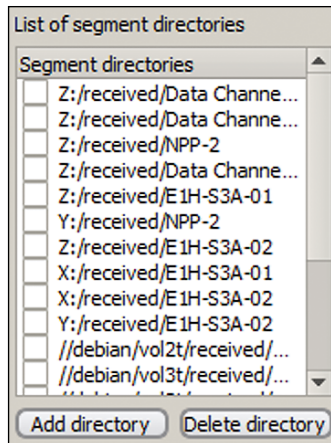 List of segment directories
Segment directories
Z:/received/Data Channe...
Z:/received/Data Channe...
Z:/received/NPP-2
Z:/received/Data Channe...
Z:/received/E1H-S3A-01
Y:/received/NPP-2
Z:/received/E1H-S3A-02
X:/received/E1H-S3A-01
X:/received/E1H-S3A-02
Y:/received/E1H-S3A-02
//debian/vol2t/received/...
//debian/vol3t/received/...
Add directory Delete directory